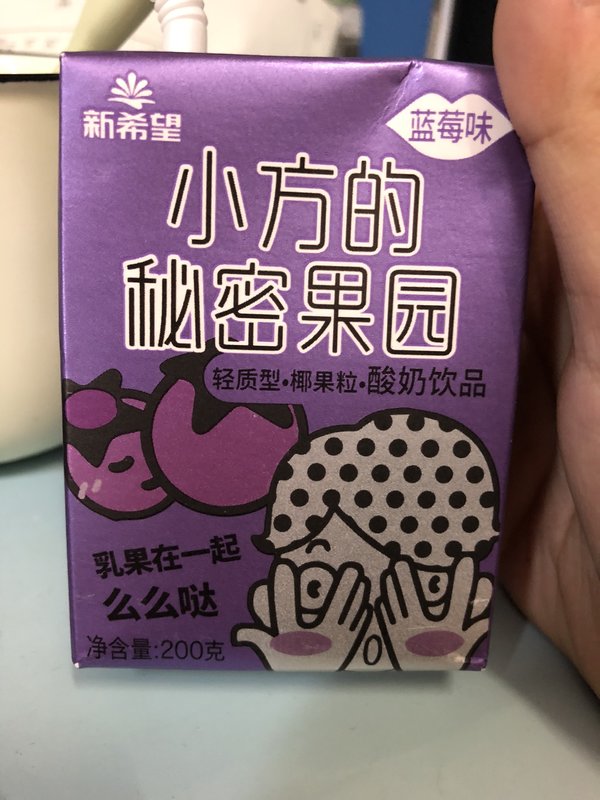 新希望
蓝莓味
小方的
秘密果园
轻质型•椰果粒•酸奶饮品
乳果在一起
么么哒
净含量:200克